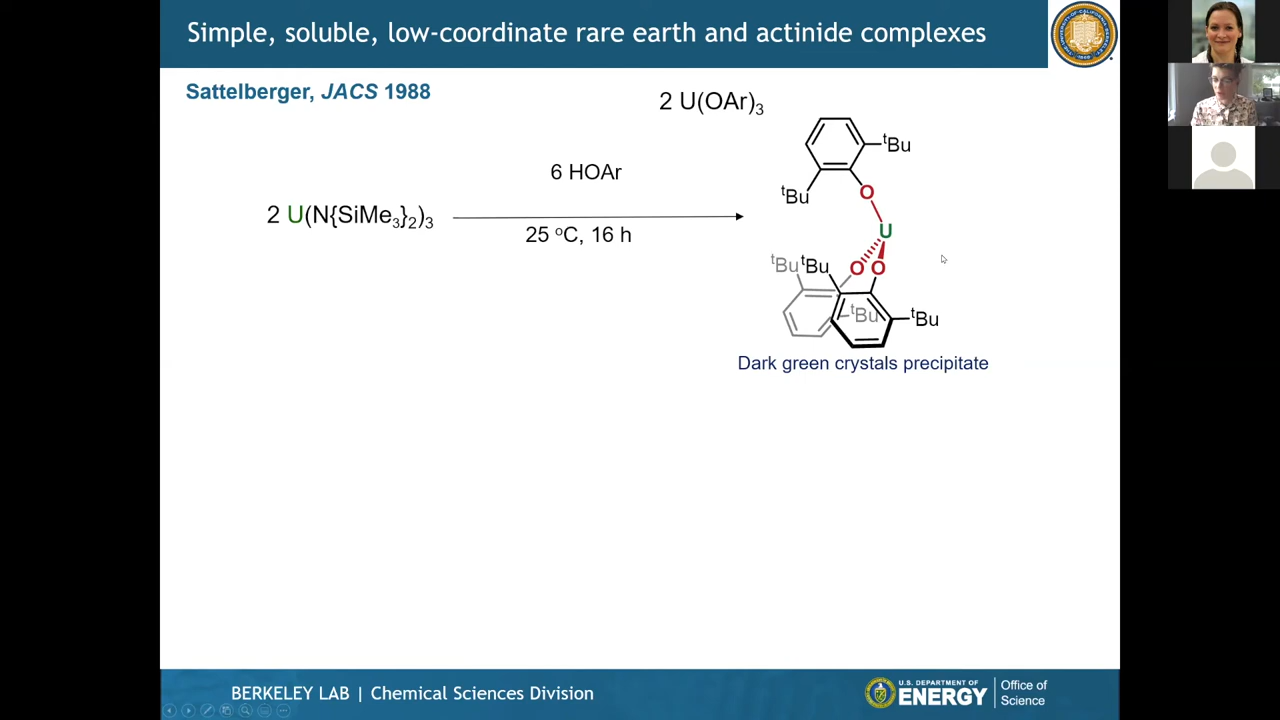 Simple, soluble, low-coordinate rare earth and actinide complexes
Sattelberger, JACS 1988
2 U(OAr)₃
6 HOAr
2 U(N{SiMe₃}₂)₃
25 °C, 16 h
ᵗBu
ᵗBu
O
U
ᵗBu
ᵗBu
O
O
ᵗBu
ᵗBu
Dark green crystals precipitate
BERKELEY LAB | Chemical Sciences Division
U.S. DEPARTMENT OF
ENERGY
Office of
Science